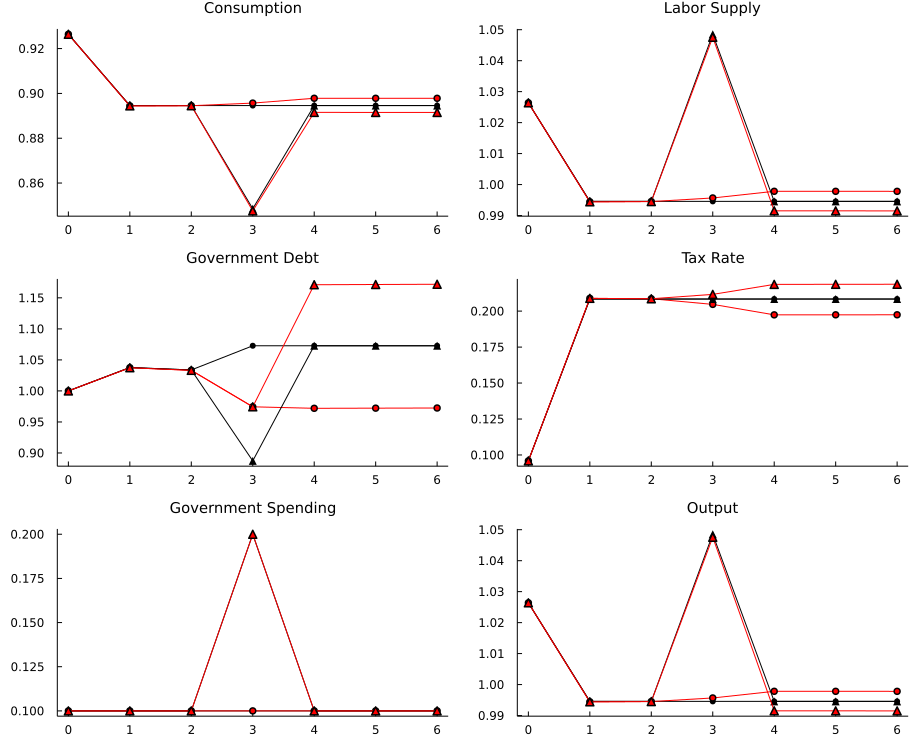 Consumption
0.92
0.90
0.88
0.86
0 1 2 3 4 5 6
Labor Supply
1.05
1.04
1.03
1.02
1.01
1.00
0.99
0 1 2 3 4 5 6
Government Debt
1.15
1.10
1.05
1.00
0.95
0.90
0 1 2 3 4 5 6
Tax Rate
0.200
0.175
0.150
0.125
0.100
0 1 2 3 4 5 6
Government Spending
0.200
0.175
0.150
0.125
0.100
0 1 2 3 4 5 6
Output
1.05
1.04
1.03
1.02
1.01
1.00
0.99
0 1 2 3 4 5 6